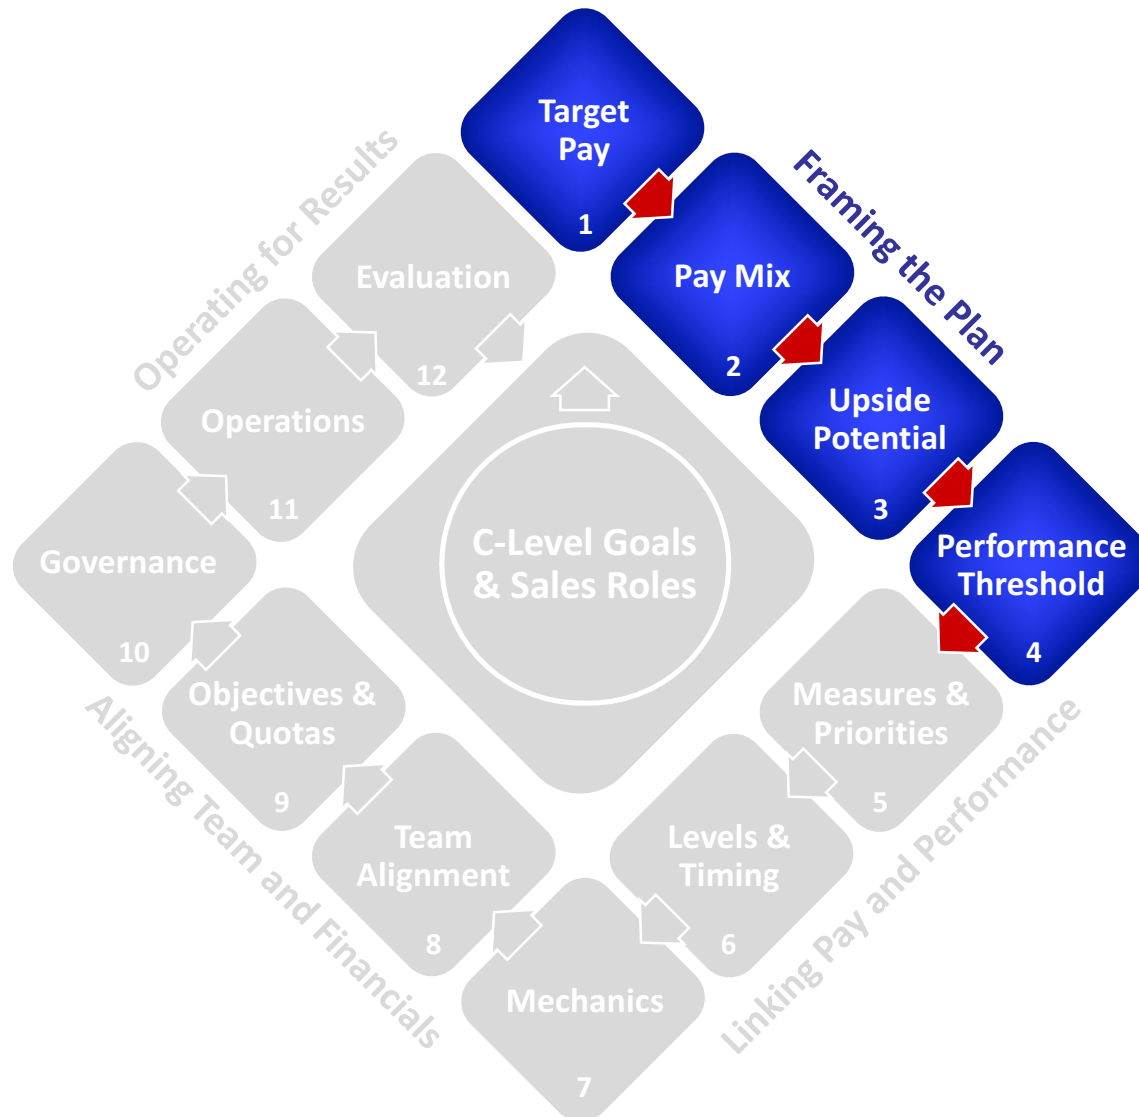 Target
Pay
1
Framing the Plan
Pay Mix
2
Upside
Potential
3
Performance
Threshold
4
Measures &
Priorities
5
Levels &
Timing
6
Linking Pay and Performance
Mechanics
7
Team
Alignment
8
Objectives &
Quotas
9
Aligning Team and Financials
Governance
10
Operations
11
Evaluation
12
Operating for Results
C-Level Goals
& Sales Roles